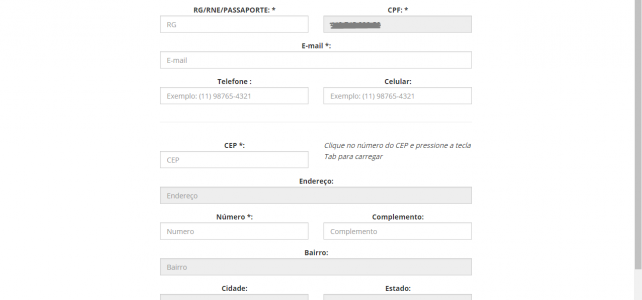 RG/RNE/PASSAPORTE: * CPF: *
RG
E-mail *:
E-mail
Telefone : Celular:
Exemplo: (11) 98765-4321 Exemplo: (11) 98765-4321
CEP *: Clique no número do CEP e pressione a tecla
CEP Tab para carregar
Endereço:
Endereço
Número *: Complemento:
Numero Complemento
Bairro:
Bairro
Cidade: Estado: